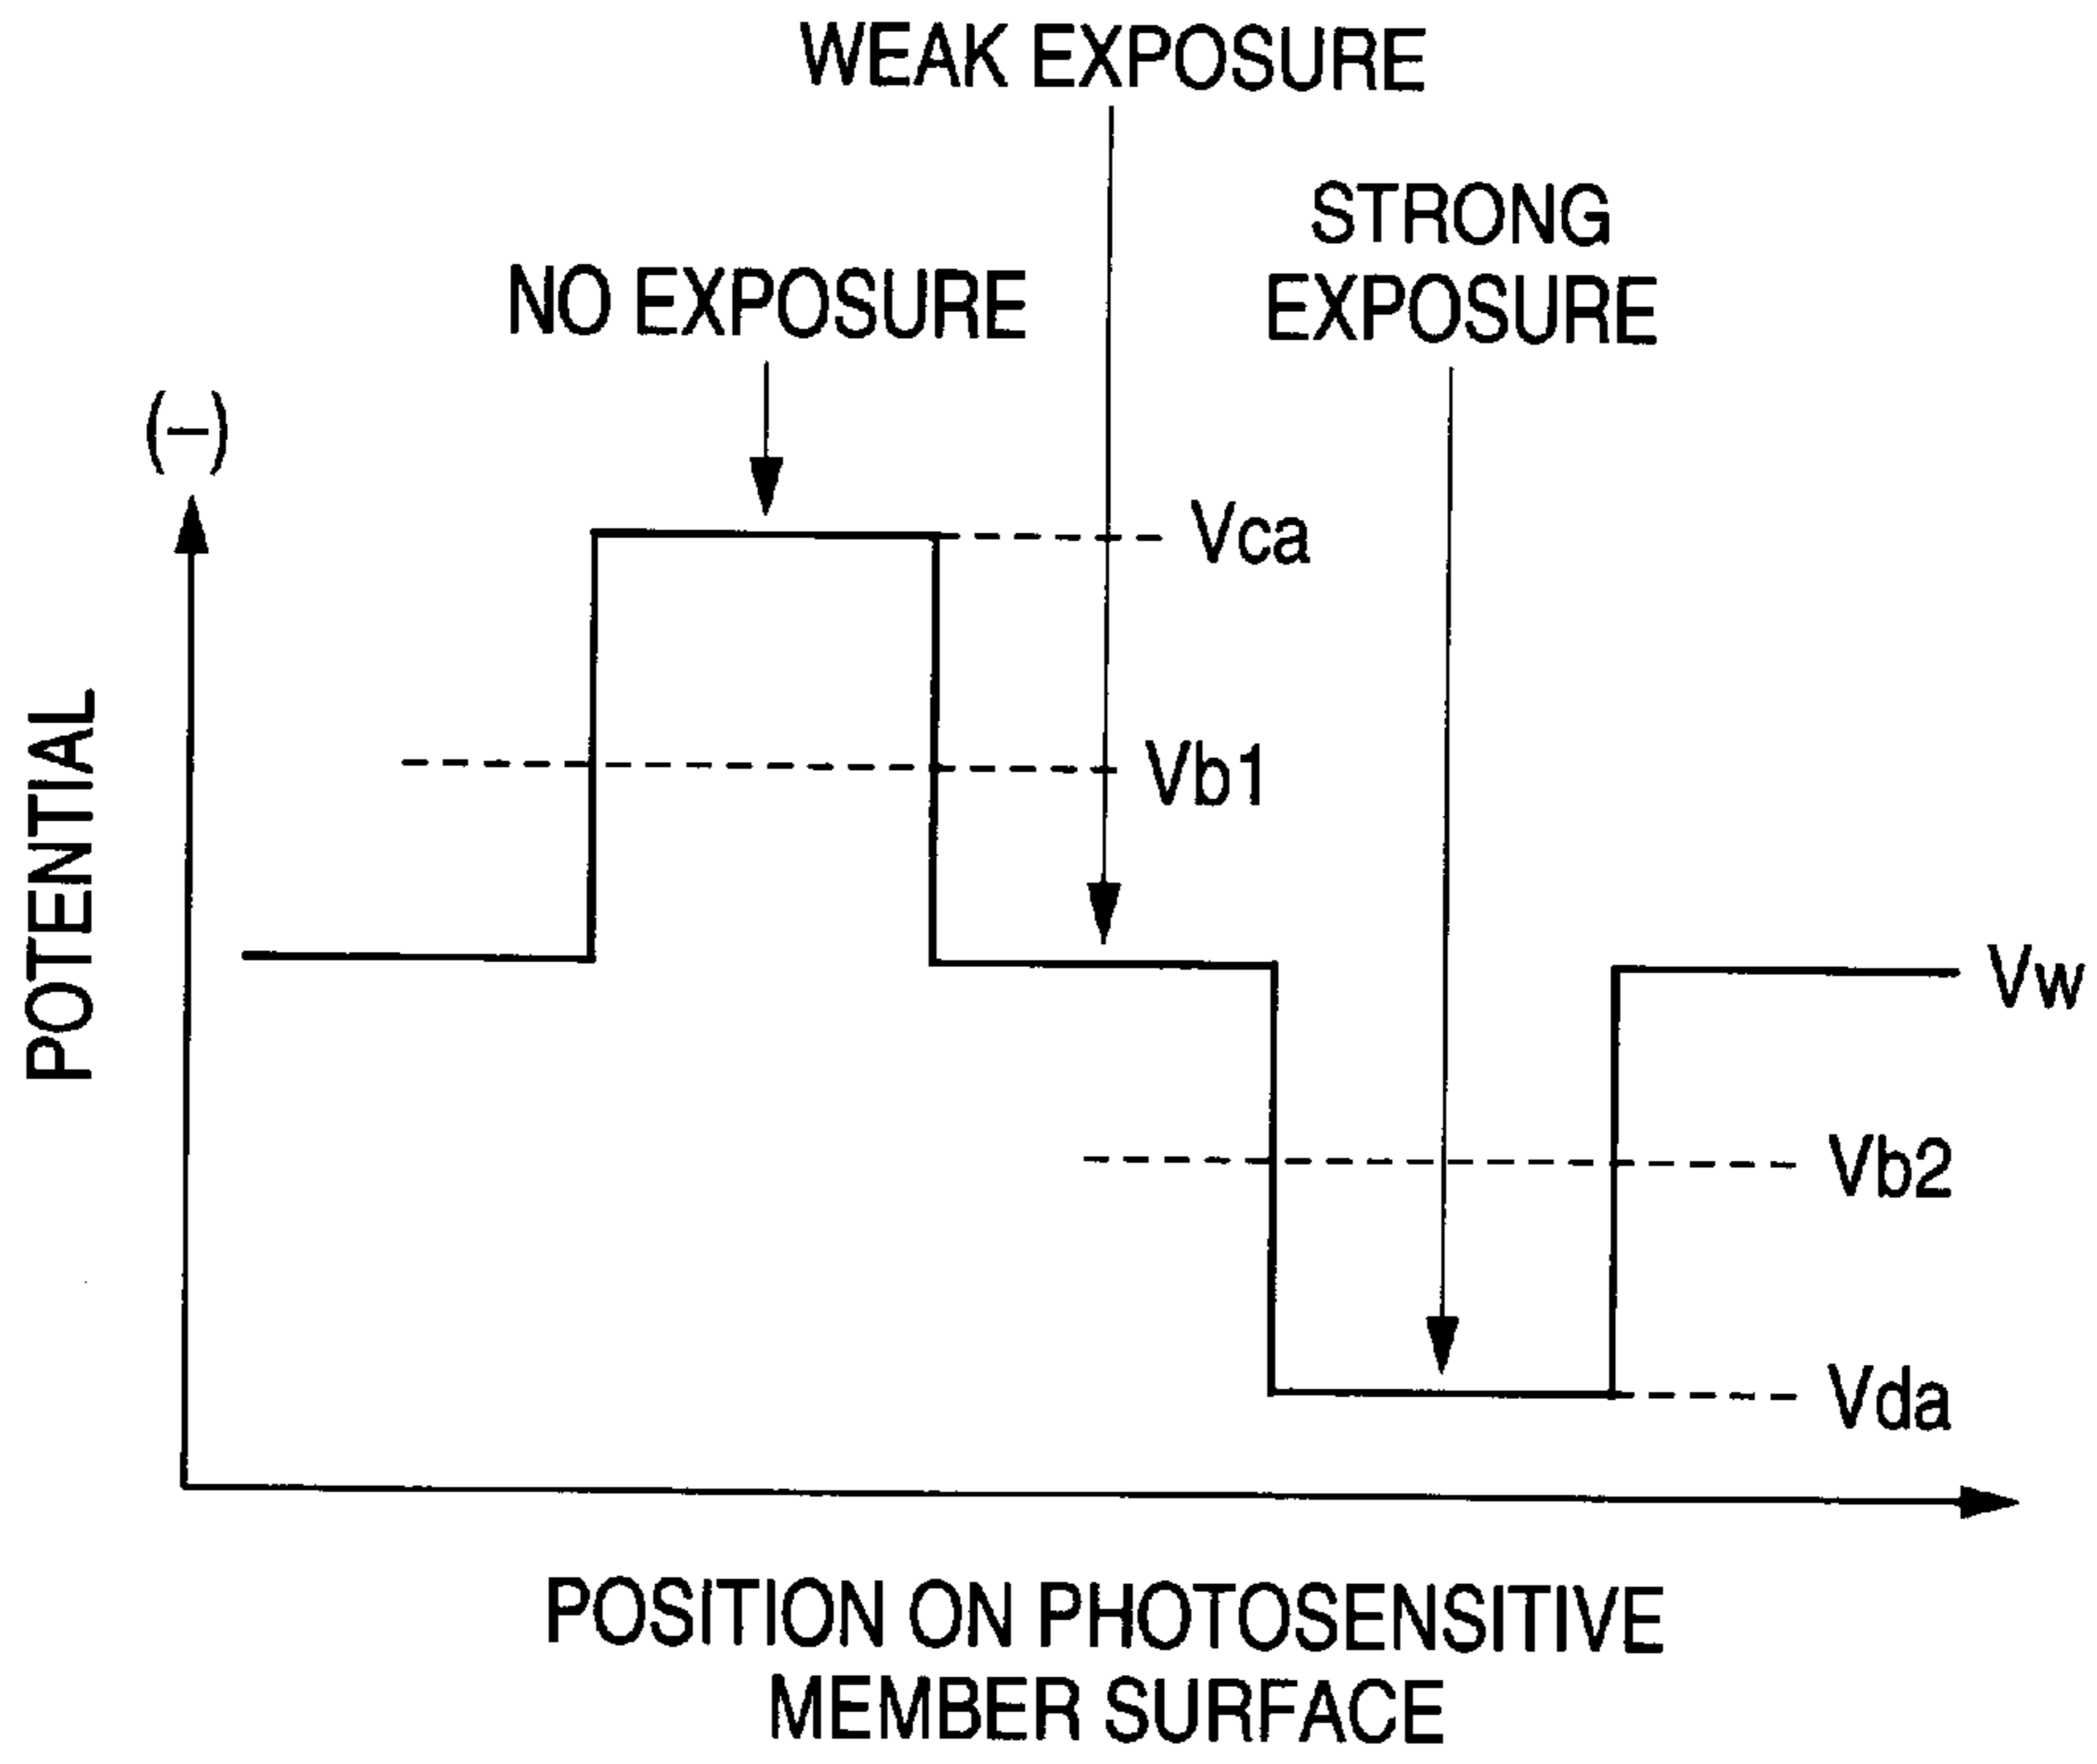 WEAK EXPOSURE
STRONG
EXPOSURE
NO EXPOSURE
(−)
Vca
Vb1
POTENTIAL
Vw
Vb2
Vda
POSITION ON PHOTOSENSITIVE
MEMBER SURFACE